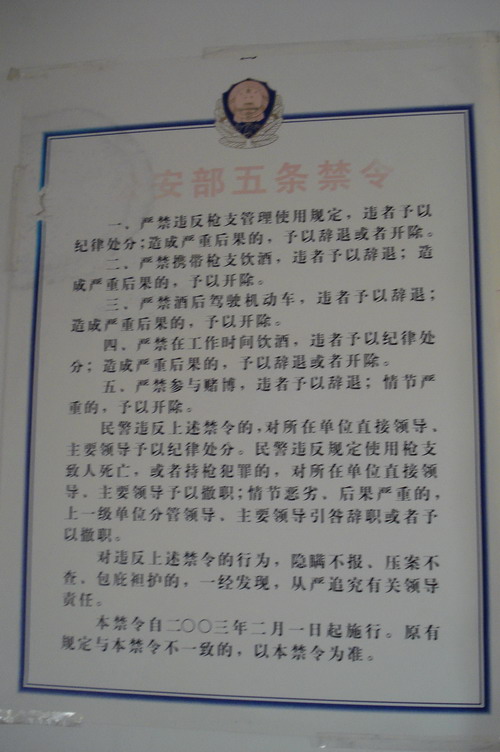 公安部五条禁令
一、严禁违反枪支管理使用规定，违者予以
纪律处分；造成严重后果的，予以辞退或者开除。
二、严禁携带枪支饮酒，违者予以辞退；造
成严重后果的，予以开除。
三、严禁酒后驾驶机动车，违者予以辞退；
造成严重后果的，予以开除。
四、严禁在工作时间饮酒，违者予以纪律处
分；造成严重后果的，予以辞退或者开除。
五、严禁参与赌博，违者予以辞退；情节严
重的，予以开除。
民警违反上述禁令的，对所在单位直接领导、
主要领导予以纪律处分。民警违反规定使用枪支
致人死亡，或者持枪犯罪的，对所在单位直接领
导、主要领导予以撤职；情节恶劣、后果严重的，
上一级单位分管领导、主要领导引咎辞职或者予
以撤职。
对违反上述禁令的行为，隐瞒不报、压案不
查、包庇袒护的，一经发现，从严追究有关领导
责任。
本禁令自二〇〇三年二月一日起施行。原有
规定与本禁令不一致的，以本禁令为准。